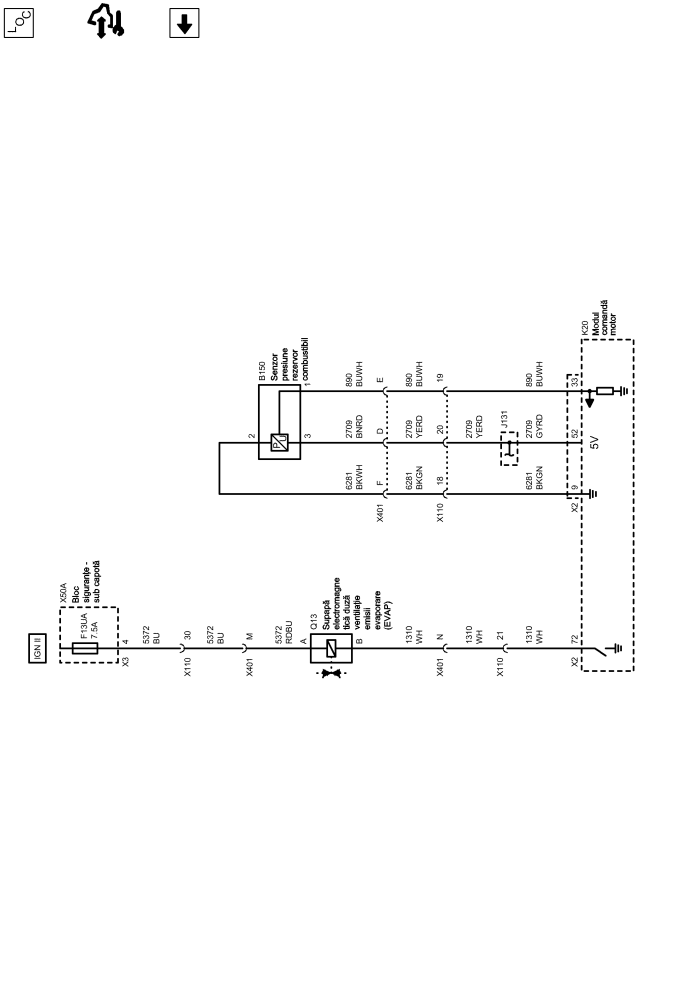 LOC
IGN II
X50A
Bloc
siguranțe -
sub capotă
F13UA
7.5A
4
X3
5372
BU
30
X110
5372
BU
M
X401
5372
RDBU
A
Q13
Supapă
electromagne
tică duză
ventilație
emisii
evaporare
(EVAP)
B
1310
WH
N
X401
1310
WH
21
X110
1310
WH
72
X2
B150
Senzor
presiune
rezervor
combustibil
P
U
2
3
1
6281
BKWH
2709
BNRD
890
BUWH
X401
F
D
E
6281
BKGN
2709
YERD
890
BUWH
X110
18
20
19
2709
YERD
J131
6281
BKGN
2709
GYRD
890
BUWH
X2
9
52
33
5V
K20
Modul
comandă
motor